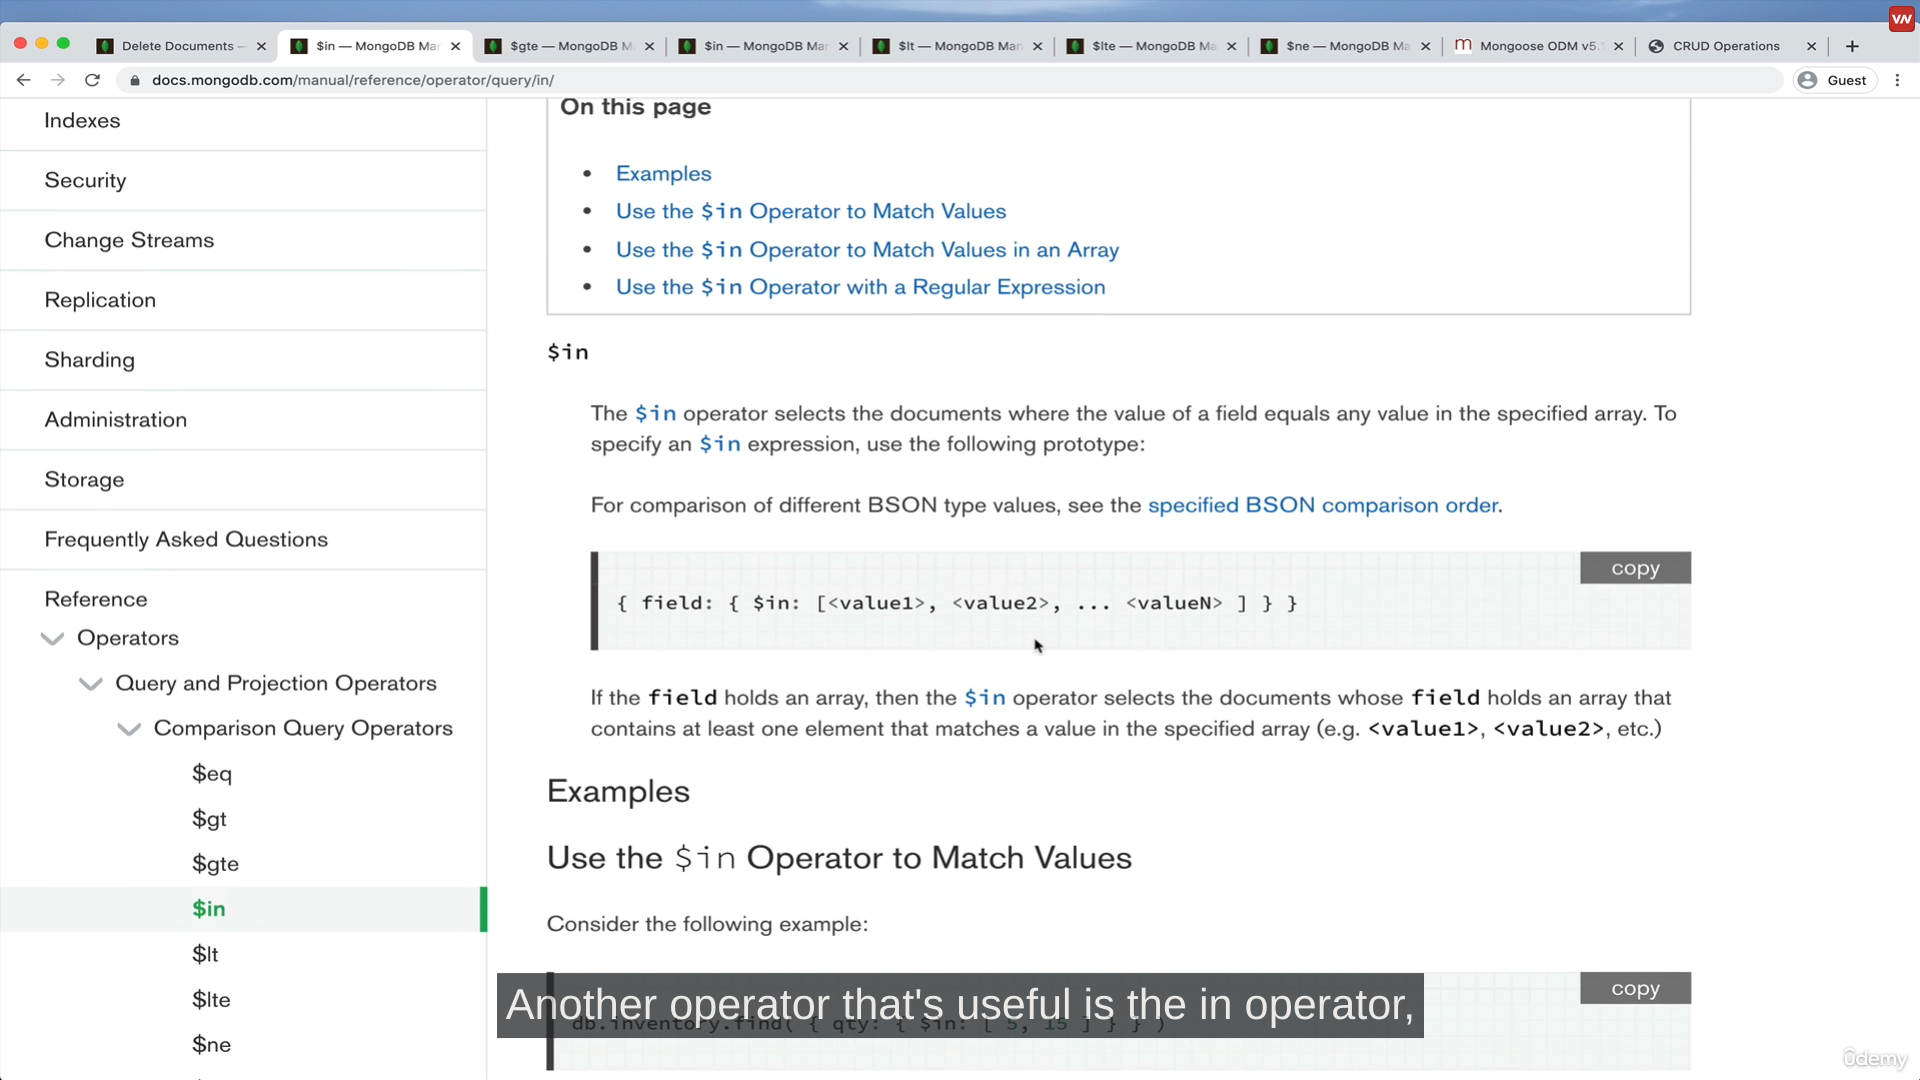 VN
Delete Documents —
$in — MongoDB Mar
$gte — MongoDB M
$in — MongoDB Mar
$lt — MongoDB Man
$lte — MongoDB Ma
$ne — MongoDB Ma
Mongoose ODM v5.
CRUD Operations
docs.mongodb.com/manual/reference/operator/query/in/
Guest
Indexes
Security
Change Streams
Replication
Sharding
Administration
Storage
Frequently Asked Questions
Reference
Operators
Query and Projection Operators
Comparison Query Operators
$eq
$gt
$gte
$in
$lt
$lte
$ne
On this page
• Examples
• Use the $in Operator to Match Values
• Use the $in Operator to Match Values in an Array
• Use the $in Operator with a Regular Expression
$in
The $in operator selects the documents where the value of a field equals any value in the specified array. To
specify an $in expression, use the following prototype:
For comparison of different BSON type values, see the specified BSON comparison order.
copy
{ field: { $in: [<value1>, <value2>, ... <valueN> ] } }
If the field holds an array, then the $in operator selects the documents whose field holds an array that
contains at least one element that matches a value in the specified array (e.g. <value1>, <value2>, etc.)
Examples
Use the $in Operator to Match Values
Consider the following example:
copy
db.inventory.find( { qty: { $in: [ 5, 15 ] } } )
Another operator that's useful is the in operator,
ûdemy